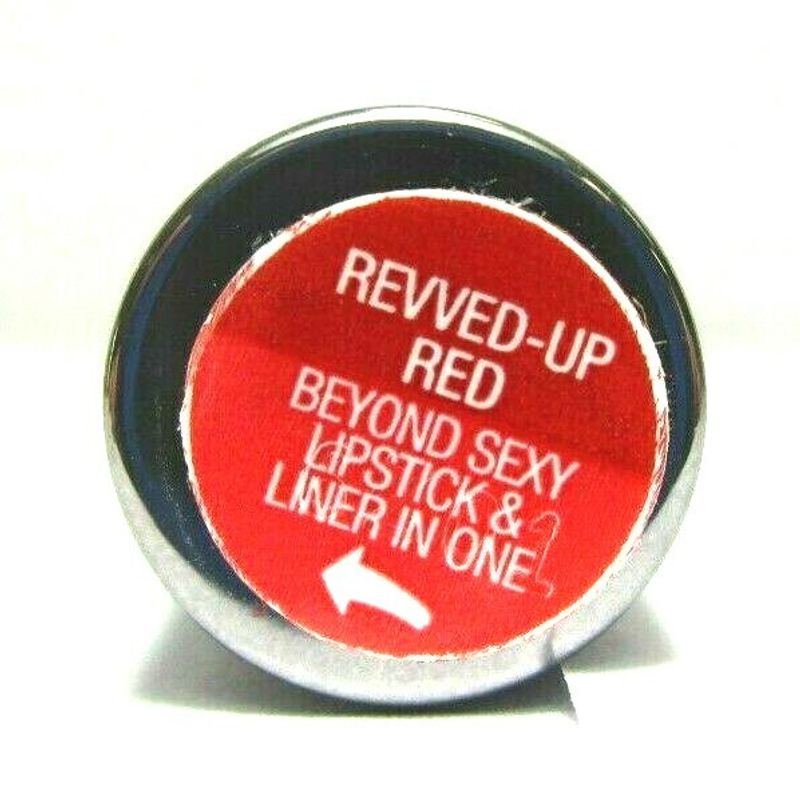 REVVED-UP
RED
BEYOND SEXY
LIPSTICK &
LINER IN ONE